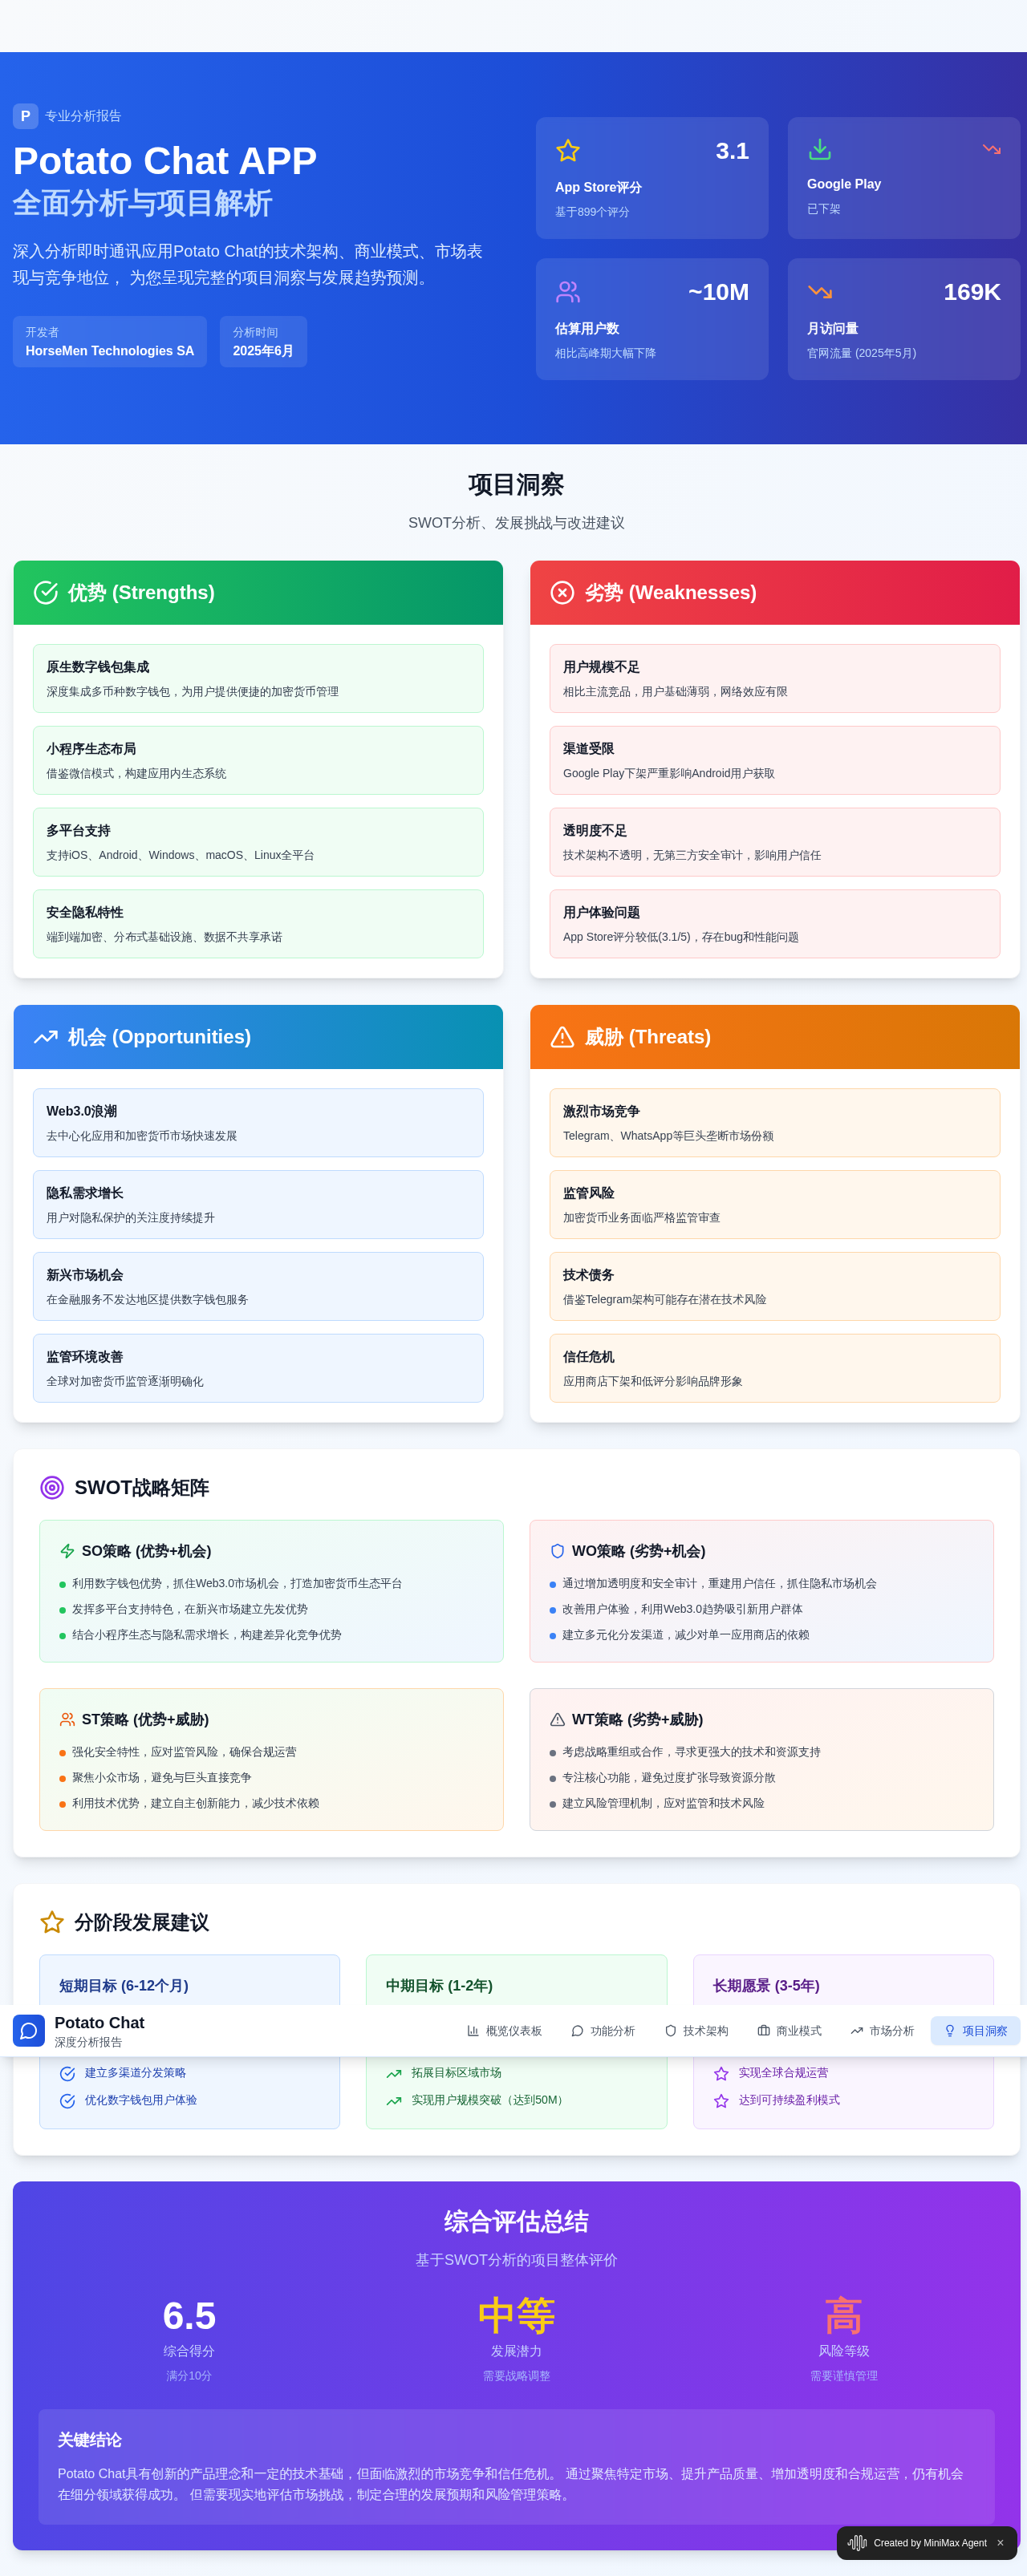 P 专业分析报告
Potato Chat APP
全面分析与项目解析
深入分析即时通讯应用Potato Chat的技术架构、商业模式、市场表
现与竞争地位， 为您呈现完整的项目洞察与发展趋势预测。
开发者
HorseMen Technologies SA
分析时间
2025年6月
3.1
App Store评分
基于899个评分
Google Play
已下架
~10M
估算用户数
相比高峰期大幅下降
169K
月访问量
官网流量 (2025年5月)
项目洞察
SWOT分析、发展挑战与改进建议
优势 (Strengths)
原生数字钱包集成
深度集成多币种数字钱包，为用户提供便捷的加密货币管理
小程序生态布局
借鉴微信模式，构建应用内生态系统
多平台支持
支持iOS、Android、Windows、macOS、Linux全平台
安全隐私特性
端到端加密、分布式基础设施、数据不共享承诺
劣势 (Weaknesses)
用户规模不足
相比主流竞品，用户基础薄弱，网络效应有限
渠道受限
Google Play下架严重影响Android用户获取
透明度不足
技术架构不透明，无第三方安全审计，影响用户信任
用户体验问题
App Store评分较低(3.1/5)，存在bug和性能问题
机会 (Opportunities)
Web3.0浪潮
去中心化应用和加密货币市场快速发展
隐私需求增长
用户对隐私保护的关注度持续提升
新兴市场机会
在金融服务不发达地区提供数字钱包服务
监管环境改善
全球对加密货币监管逐渐明确化
威胁 (Threats)
激烈市场竞争
Telegram、WhatsApp等巨头垄断市场份额
监管风险
加密货币业务面临严格监管审查
技术债务
借鉴Telegram架构可能存在潜在技术风险
信任危机
应用商店下架和低评分影响品牌形象
SWOT战略矩阵
SO策略 (优势+机会)
利用数字钱包优势，抓住Web3.0市场机会，打造加密货币生态平台
发挥多平台支持特色，在新兴市场建立先发优势
结合小程序生态与隐私需求增长，构建差异化竞争优势
WO策略 (劣势+机会)
通过增加透明度和安全审计，重建用户信任，抓住隐私市场机会
改善用户体验，利用Web3.0趋势吸引新用户群体
建立多元化分发渠道，减少对单一应用商店的依赖
ST策略 (优势+威胁)
强化安全特性，应对监管风险，确保合规运营
聚焦小众市场，避免与巨头直接竞争
利用技术优势，建立自主创新能力，减少技术依赖
WT策略 (劣势+威胁)
考虑战略重组或合作，寻求更强大的技术和资源支持
专注核心功能，避免过度扩张导致资源分散
建立风险管理机制，应对监管和技术风险
分阶段发展建议
短期目标 (6-12个月)
中期目标 (1-2年)
长期愿景 (3-5年)
Potato Chat
深度分析报告
概览仪表板
功能分析
技术架构
商业模式
市场分析
项目洞察
建立多渠道分发策略
优化数字钱包用户体验
拓展目标区域市场
实现用户规模突破（达到50M）
实现全球合规运营
达到可持续盈利模式
综合评估总结
基于SWOT分析的项目整体评价
6.5
综合得分
满分10分
中等
发展潜力
需要战略调整
高
风险等级
需要谨慎管理
关键结论
Potato Chat具有创新的产品理念和一定的技术基础，但面临激烈的市场竞争和信任危机。 通过聚焦特定市场、提升产品质量、增加透明度和合规运营，仍有机会
在细分领域获得成功。 但需要现实地评估市场挑战，制定合理的发展预期和风险管理策略。
Created by MiniMax Agent ×